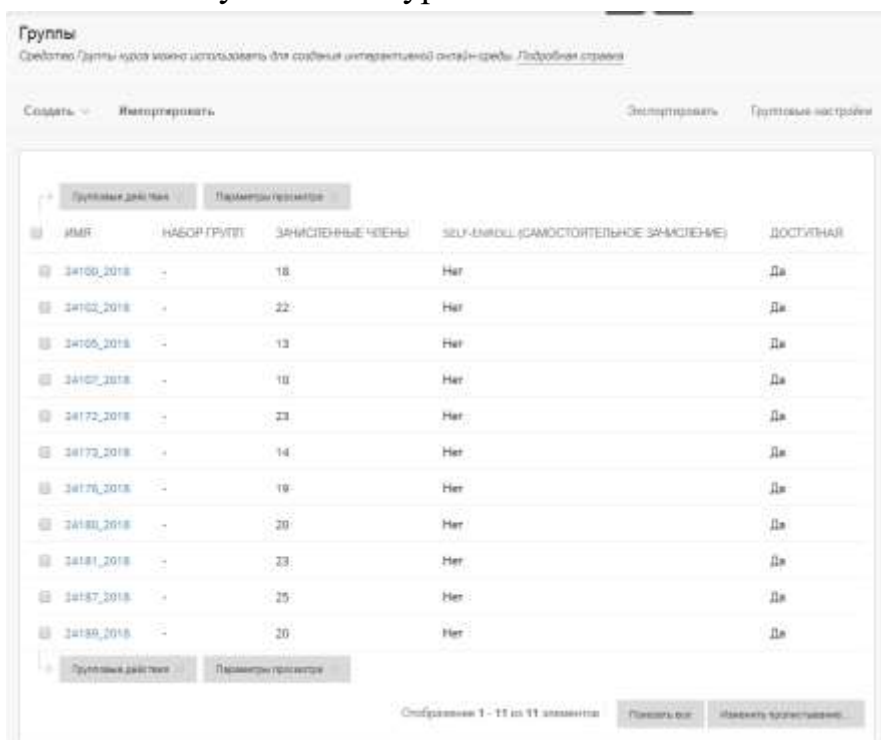 Группы
Средство Группы курса можно использовать для создания интерактивной онлайн-среды. Подробная справка
Создать Импортировать Экспортировать Групповые настройки
Групповые действия Параметры просмотра
ИМЯ НАБОР ГРУПП ЗАЧИСЛЕННЫЕ ЧЛЕНЫ SELF-ENROLL (САМОСТОЯТЕЛЬНОЕ ЗАЧИСЛЕНИЕ) ДОСТУПНАЯ
24100_2018 - 18 Нет Да
24102_2018 - 22 Нет Да
24105_2018 - 13 Нет Да
24107_2018 - Нет Да
24172_2018 - 23 Нет Да
24173_2018 - 14 Нет Да
24176_2018 - 19 Нет Да
24180_2018 - 20 Нет Да
24181_2018 - 23 Нет Да
24187_2018 - 25 Нет Да
24189_2018 - 20 Нет Да
Групповые действия Параметры просмотра
Отображение 1 - 11 из 11 элементов Показать все Изменить пролистывание...